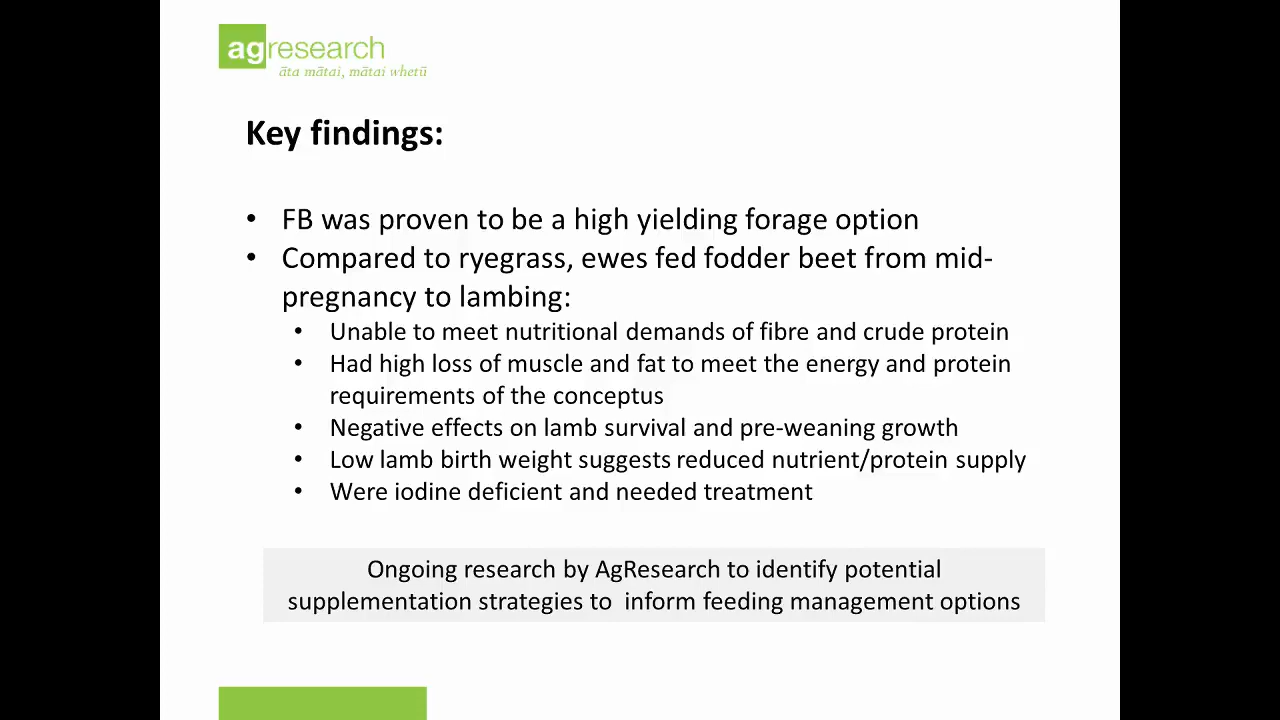 agresearch
āta mātai, mātai whetū
Key findings:
• FB was proven to be a high yielding forage option
• Compared to ryegrass, ewes fed fodder beet from mid-
pregnancy to lambing:
• Unable to meet nutritional demands of fibre and crude protein
• Had high loss of muscle and fat to meet the energy and protein
requirements of the conceptus
• Negative effects on lamb survival and pre-weaning growth
• Low lamb birth weight suggests reduced nutrient/protein supply
• Were iodine deficient and needed treatment
Ongoing research by AgResearch to identify potential
supplementation strategies to inform feeding management options